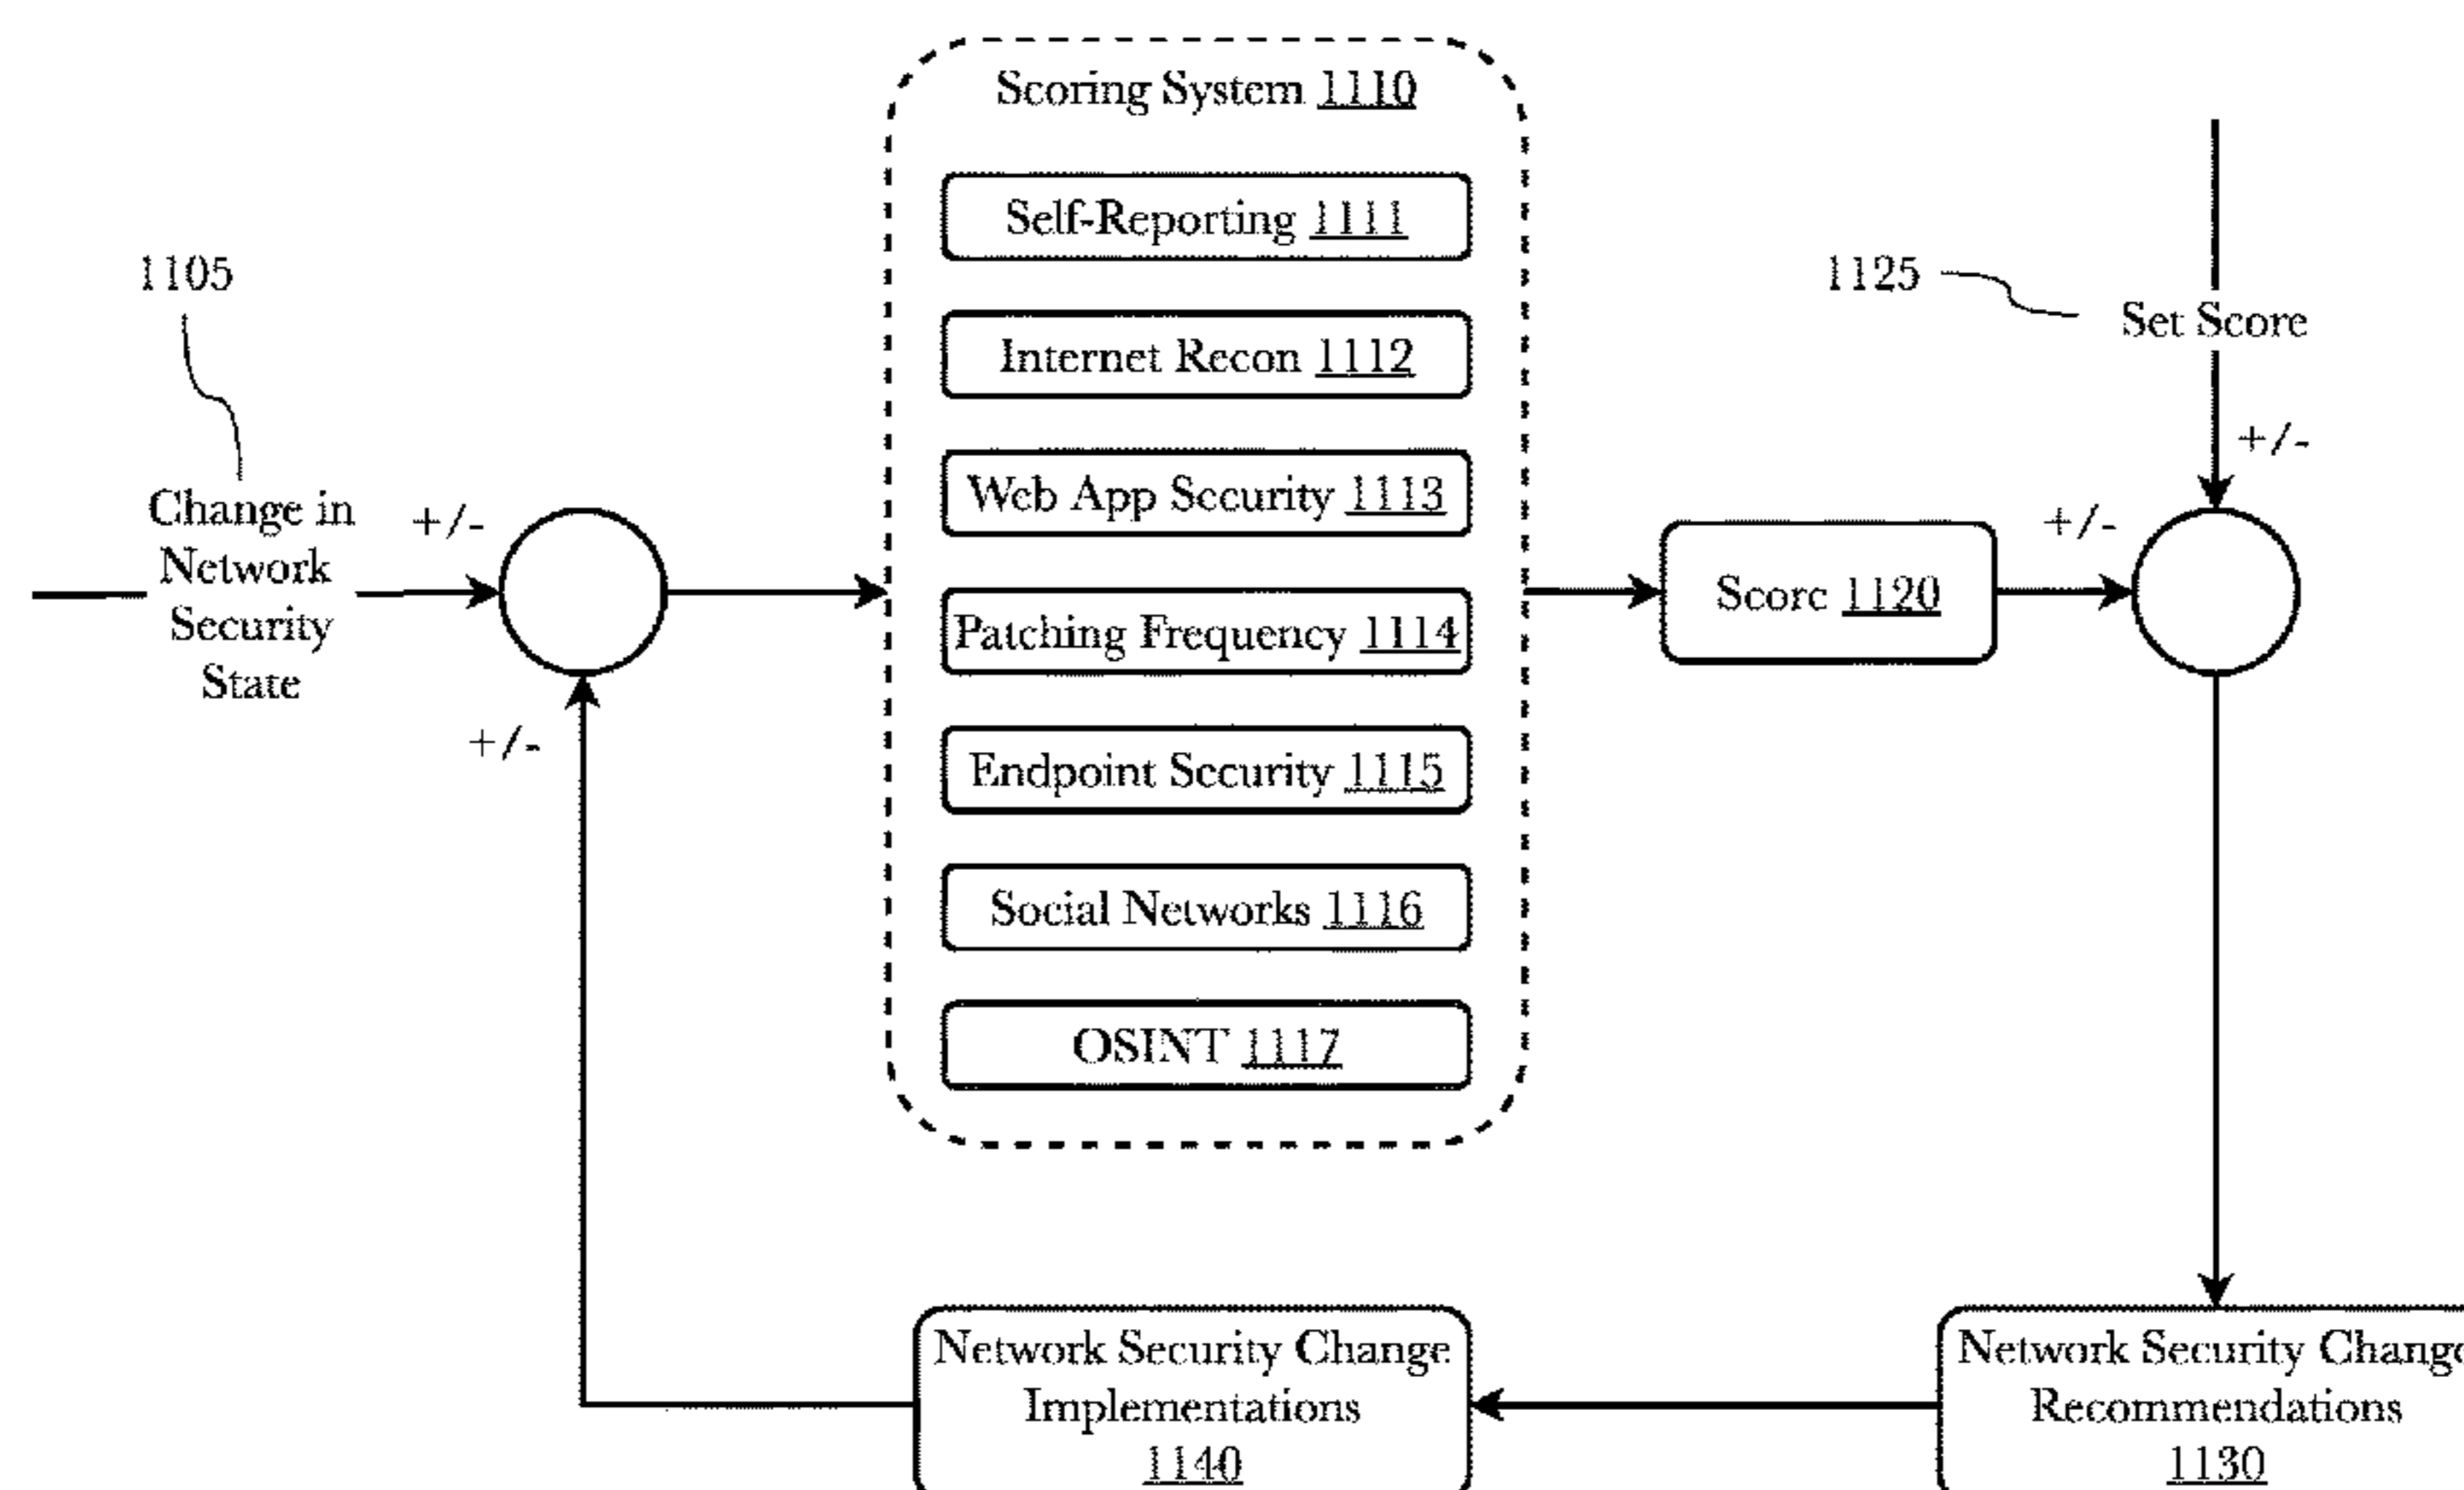 Scoring System 1110
Self-Reporting 1111
1105
1125
Set Score
Internet Recon 1112
+/-
Web App Security 1113
Change in
Network
Security
State
+/-
+/-
Score 1120
Patching Frequency 1114
+/-
Endpoint Security 1115
Social Networks 1116
OSINT 1117
Network Security Change
Implementations
1140
Network Security Change
Recommendations
1130